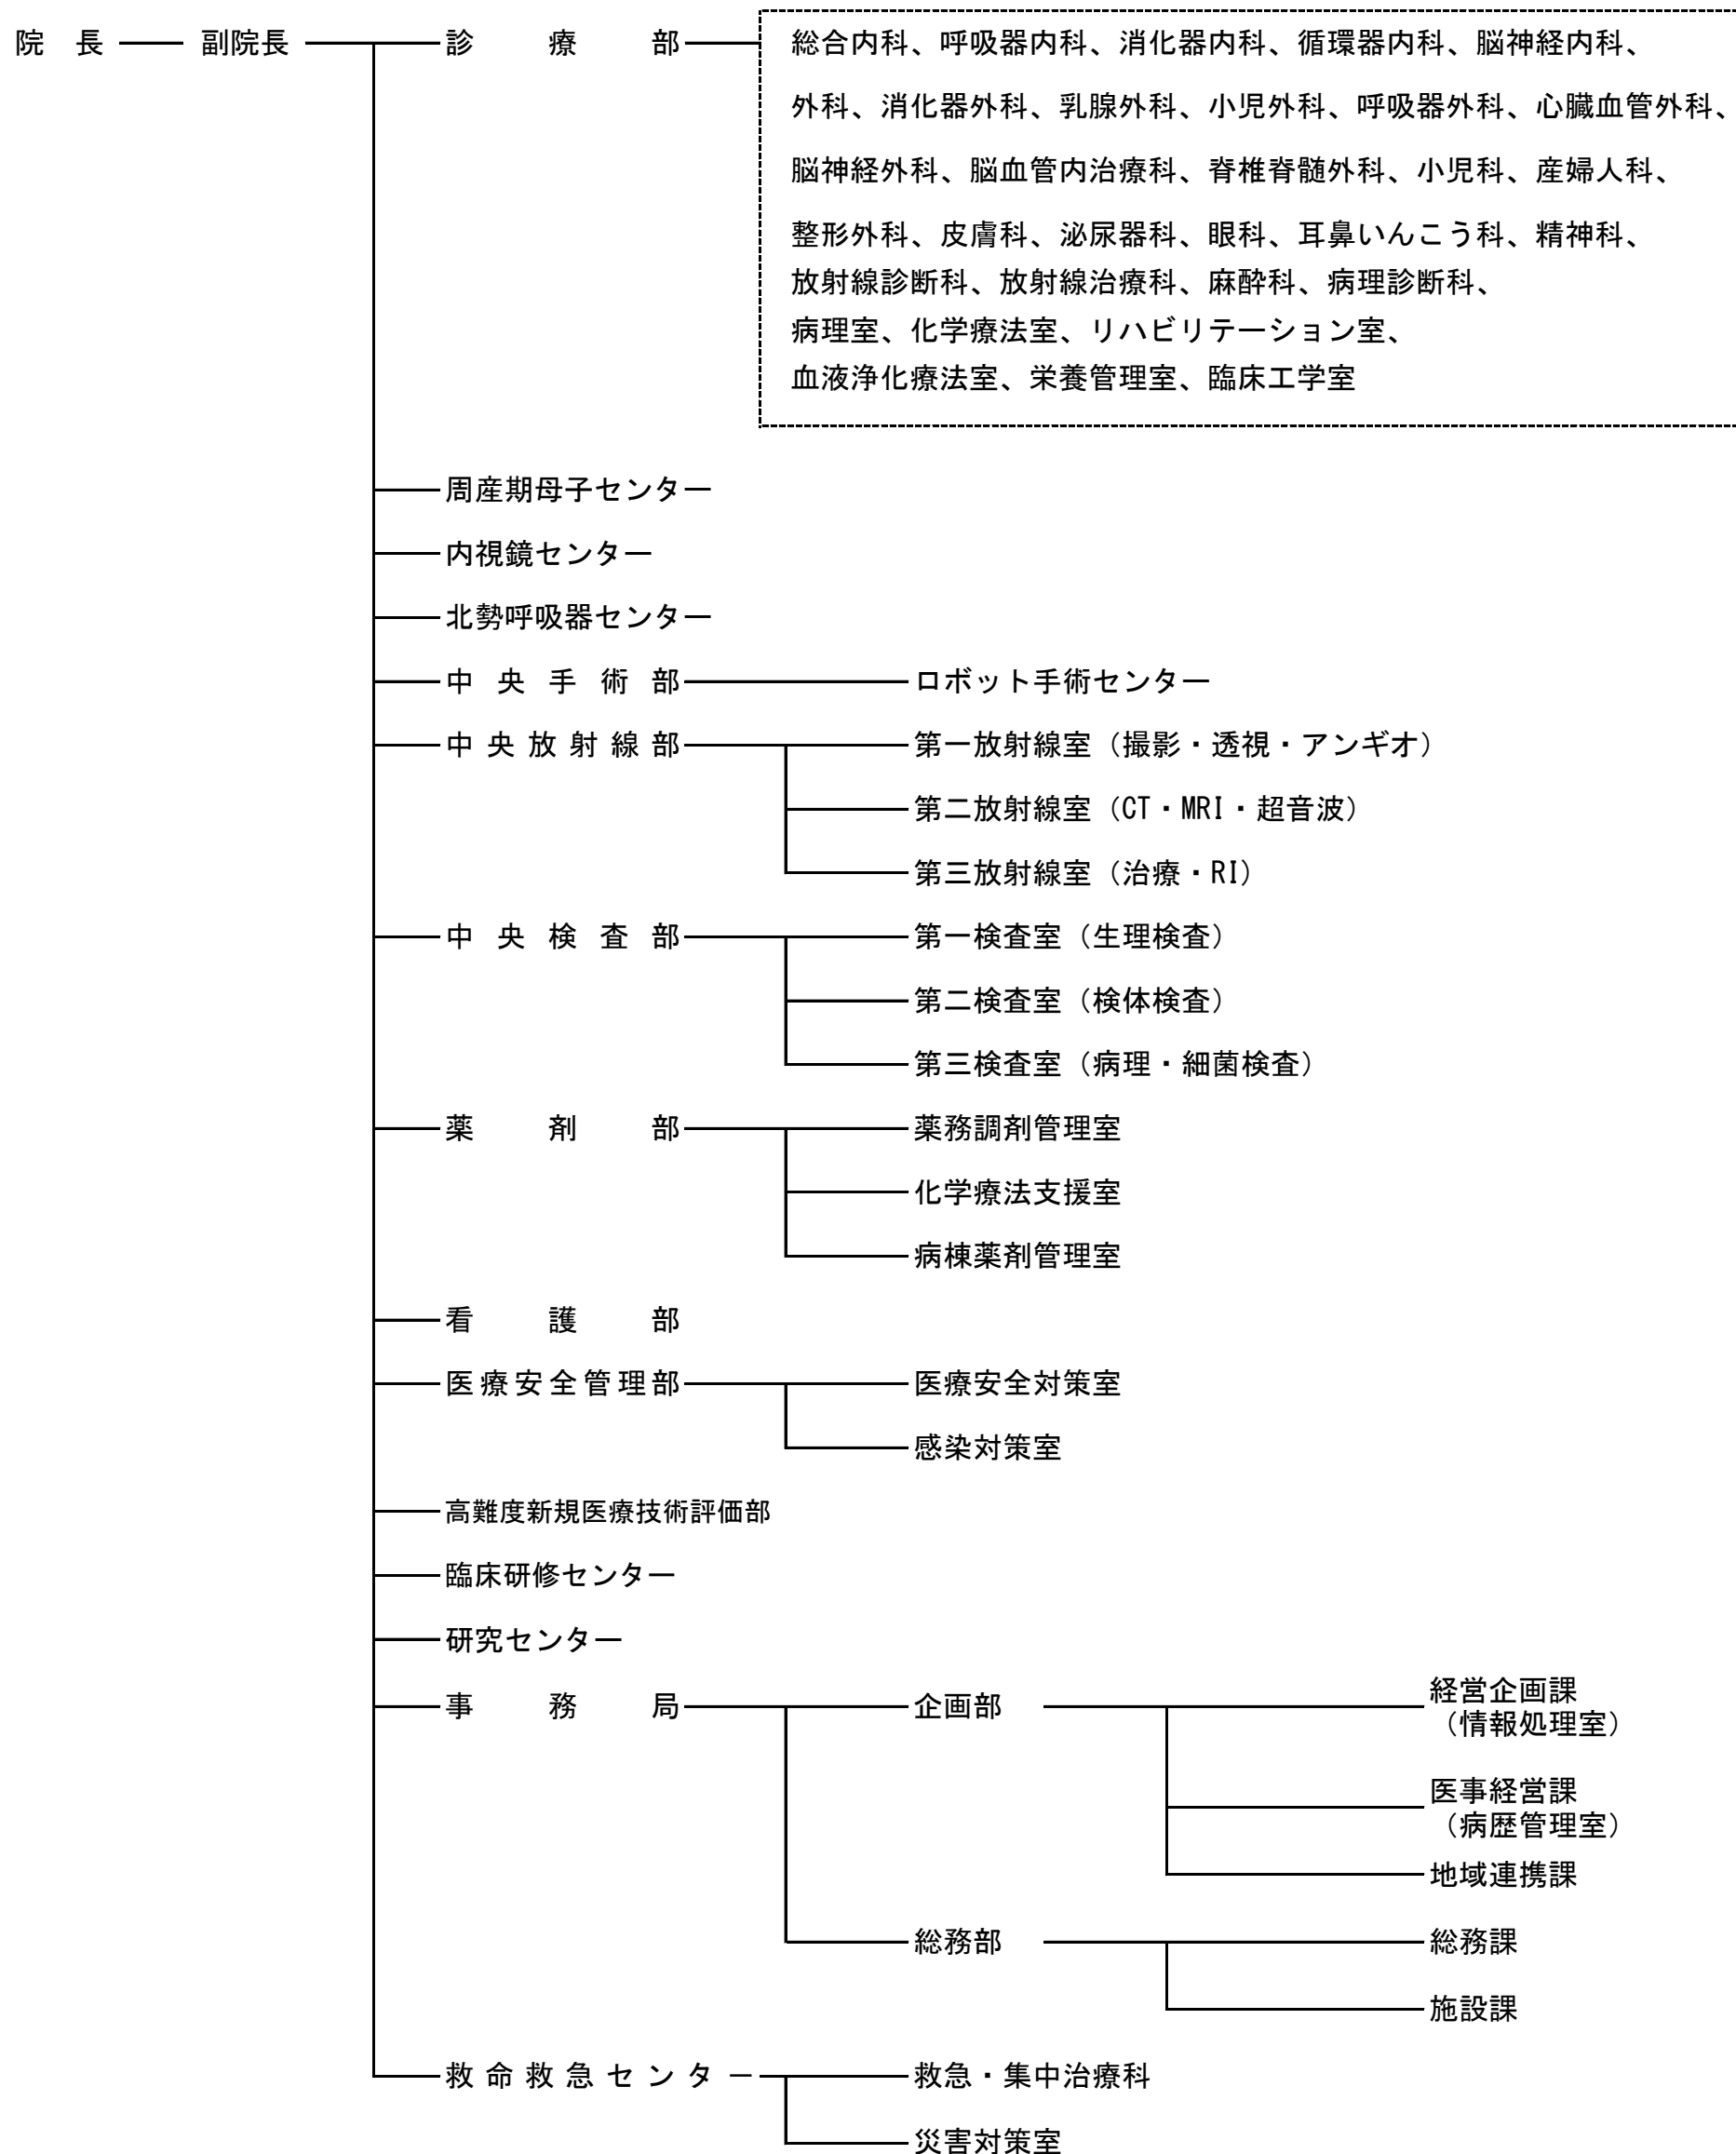 院　長 副院長 診療部 総合内科、呼吸器内科、消化器内科、循環器内科、脳神経内科、
外科、消化器外科、乳腺外科、小児外科、呼吸器外科、心臓血管外科、
脳神経外科、脳血管内治療科、脊椎脊髄外科、小児科、産婦人科、
整形外科、皮膚科、泌尿器科、眼科、耳鼻いんこう科、精神科、
放射線診断科、放射線治療科、麻酔科、病理診断科、
病理室、化学療法室、リハビリテーション室、
血液浄化療法室、栄養管理室、臨床工学室
周産期母子センター
内視鏡センター
北勢呼吸器センター
中央手術部 ロボット手術センター
中央放射線部 第一放射線室（撮影・透視・アンギオ）
第二放射線室（CT・MRI・超音波）
第三放射線室（治療・RI）
中央検査部 第一検査室（生理検査）
第二検査室（検体検査）
第三検査室（病理・細菌検査）
薬剤部 薬務調剤管理室
化学療法支援室
病棟薬剤管理室
看護部
医療安全管理部 医療安全対策室
感染対策室
高難度新規医療技術評価部
臨床研修センター
研究センター
事務局 企画部 経営企画課
（情報処理室）
医事経営課
（病歴管理室）
地域連携課
総務部 総務課
施設課
救命救急センター 救急・集中治療科
災害対策室